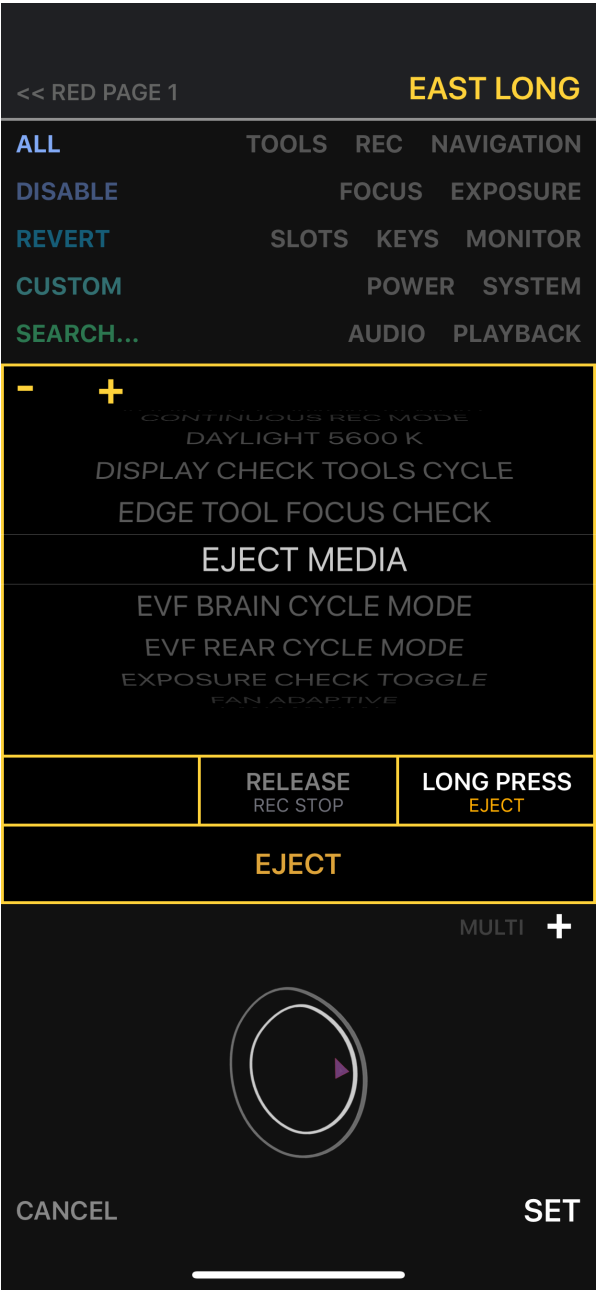 << RED PAGE 1 EAST LONG
ALL TOOLS REC NAVIGATION
DISABLE FOCUS EXPOSURE
REVERT SLOTS KEYS MONITOR
CUSTOM POWER SYSTEM
SEARCH... AUDIO PLAYBACK
- +
CONTINUOUS REC MODE
DAYLIGHT 5600 K
DISPLAY CHECK TOOLS CYCLE
EDGE TOOL FOCUS CHECK
EJECT MEDIA
EVF BRAIN CYCLE MODE
EVF REAR CYCLE MODE
EXPOSURE CHECK TOGGLE
FAN ADAPTIVE
RELEASE LONG PRESS
REC STOP EJECT
EJECT
MULTI +
CANCEL SET